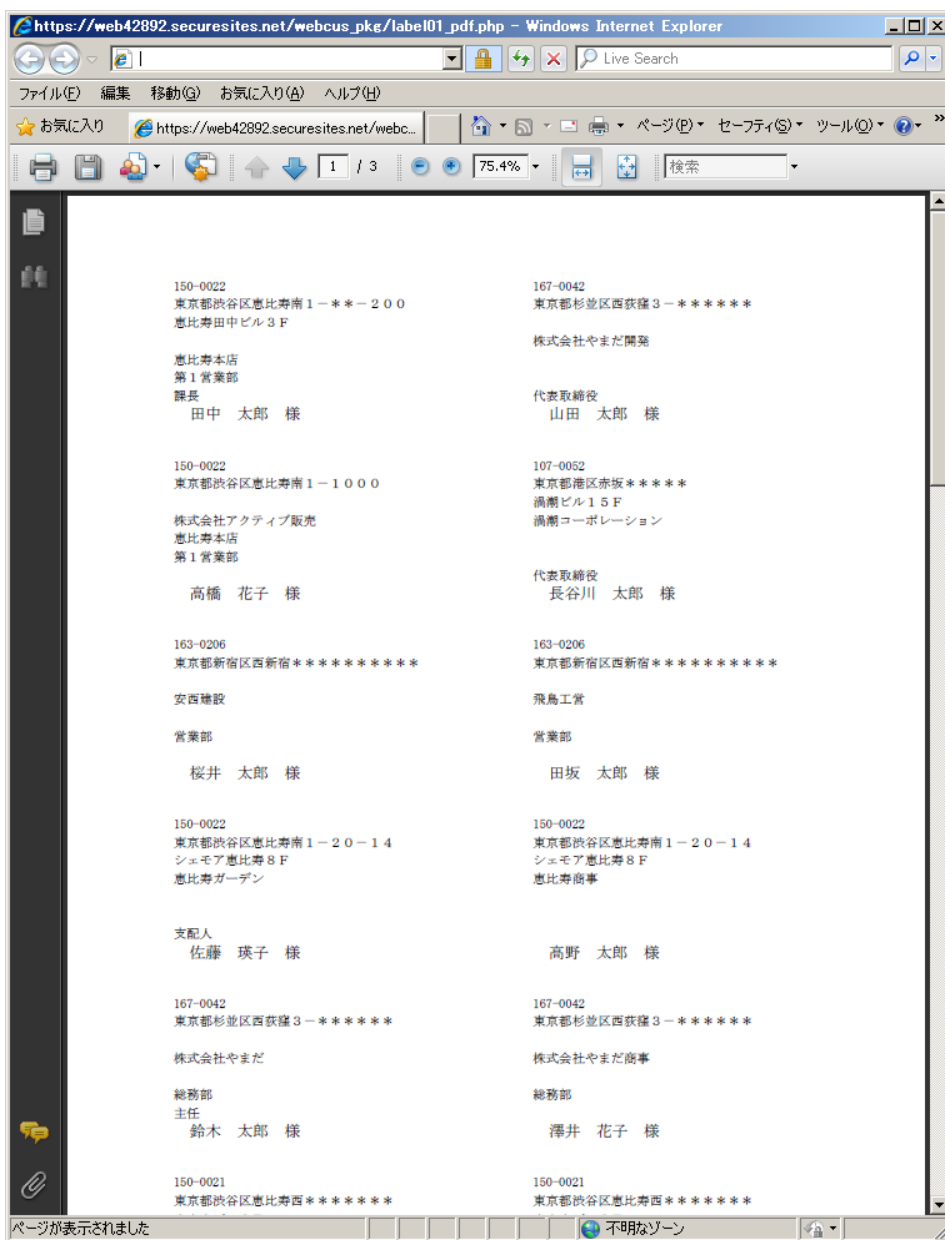 https://web42892.securesites.net/webcus_pkg/label01_pdf.php - Windows Internet Explorer
Live Search
ファイル(F) 編集 移動(G) お気に入り(A) ヘルプ(H)
お気に入り https://web42892.securesites.net/webc... ページ(P) セーフティ(S) ツール(O) »
1 / 3 75.4% 検索
150-0022
東京都渋谷区恵比寿南1-**-200
恵比寿田中ビル3F
恵比寿本店
第1営業部
課長
田中 太郎 様
167-0042
東京都杉並区西荻窪3-******
株式会社やまだ開発
代表取締役
山田 太郎 様
150-0022
東京都渋谷区恵比寿南1-1000
株式会社アクティブ販売
恵比寿本店
第1営業部
高橋 花子 様
107-0052
東京都港区赤坂*****
渦潮ビル15F
渦潮コーポレーション
代表取締役
長谷川 太郎 様
163-0206
東京都新宿区西新宿**********
安西建設
営業部
桜井 太郎 様
163-0206
東京都新宿区西新宿**********
飛鳥工営
営業部
田坂 太郎 様
150-0022
東京都渋谷区恵比寿南1-20-14
シェモア恵比寿8F
恵比寿ガーデン
支配人
佐藤 瑛子 様
150-0022
東京都渋谷区恵比寿南1-20-14
シェモア恵比寿8F
恵比寿商事
高野 太郎 様
167-0042
東京都杉並区西荻窪3-******
株式会社やまだ
総務部
主任
鈴木 太郎 様
167-0042
東京都杉並区西荻窪3-******
株式会社やまだ商事
総務部
澤井 花子 様
150-0021
東京都渋谷区恵比寿西*******
150-0021
東京都渋谷区恵比寿西*******
ページが表示されました 不明なゾーン